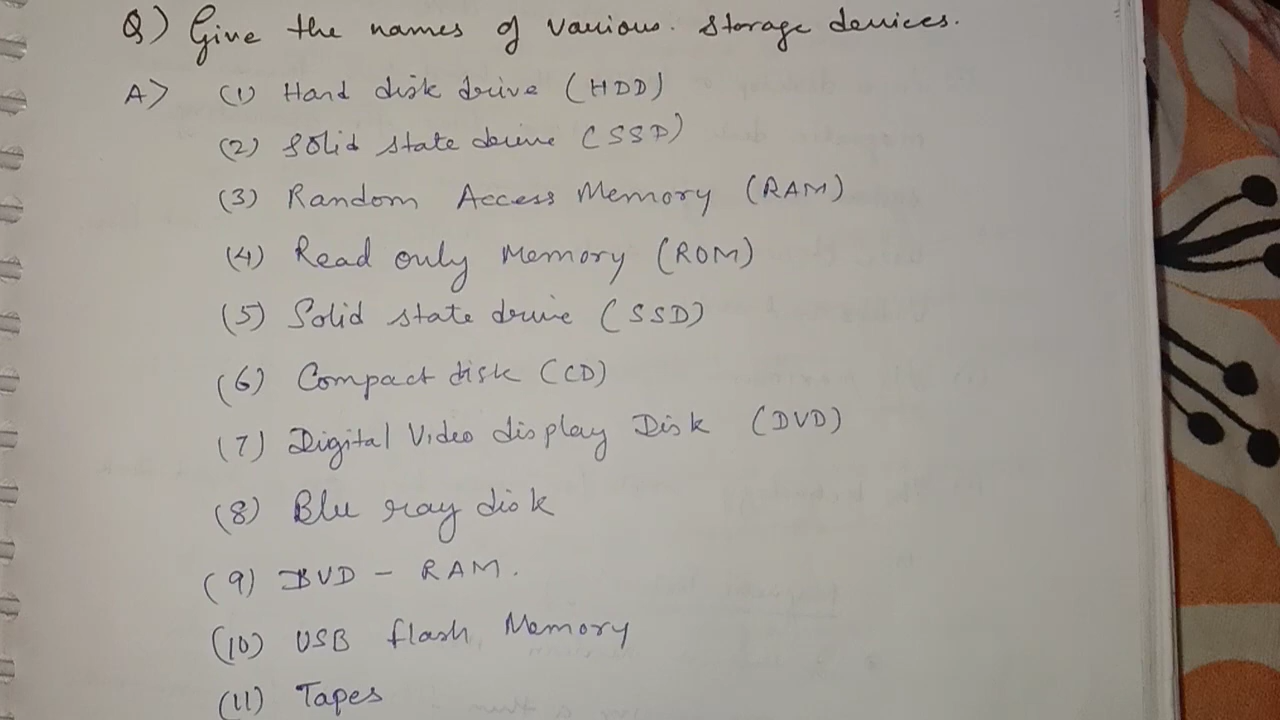 Q) Give the names of various. storage devices.
A) (1) Hard disk drive (HDD)
(2) Solid state drive (SSD)
(3) Random Access Memory (RAM)
(4) Read only Memory (ROM)
(5) Solid state drive (SSD)
(6) Compact disk (CD)
(7) Digital Video display Disk (DVD)
(8) Blu ray disk
(9) DVD - RAM.
(10) USB flash Memory
(11) Tapes